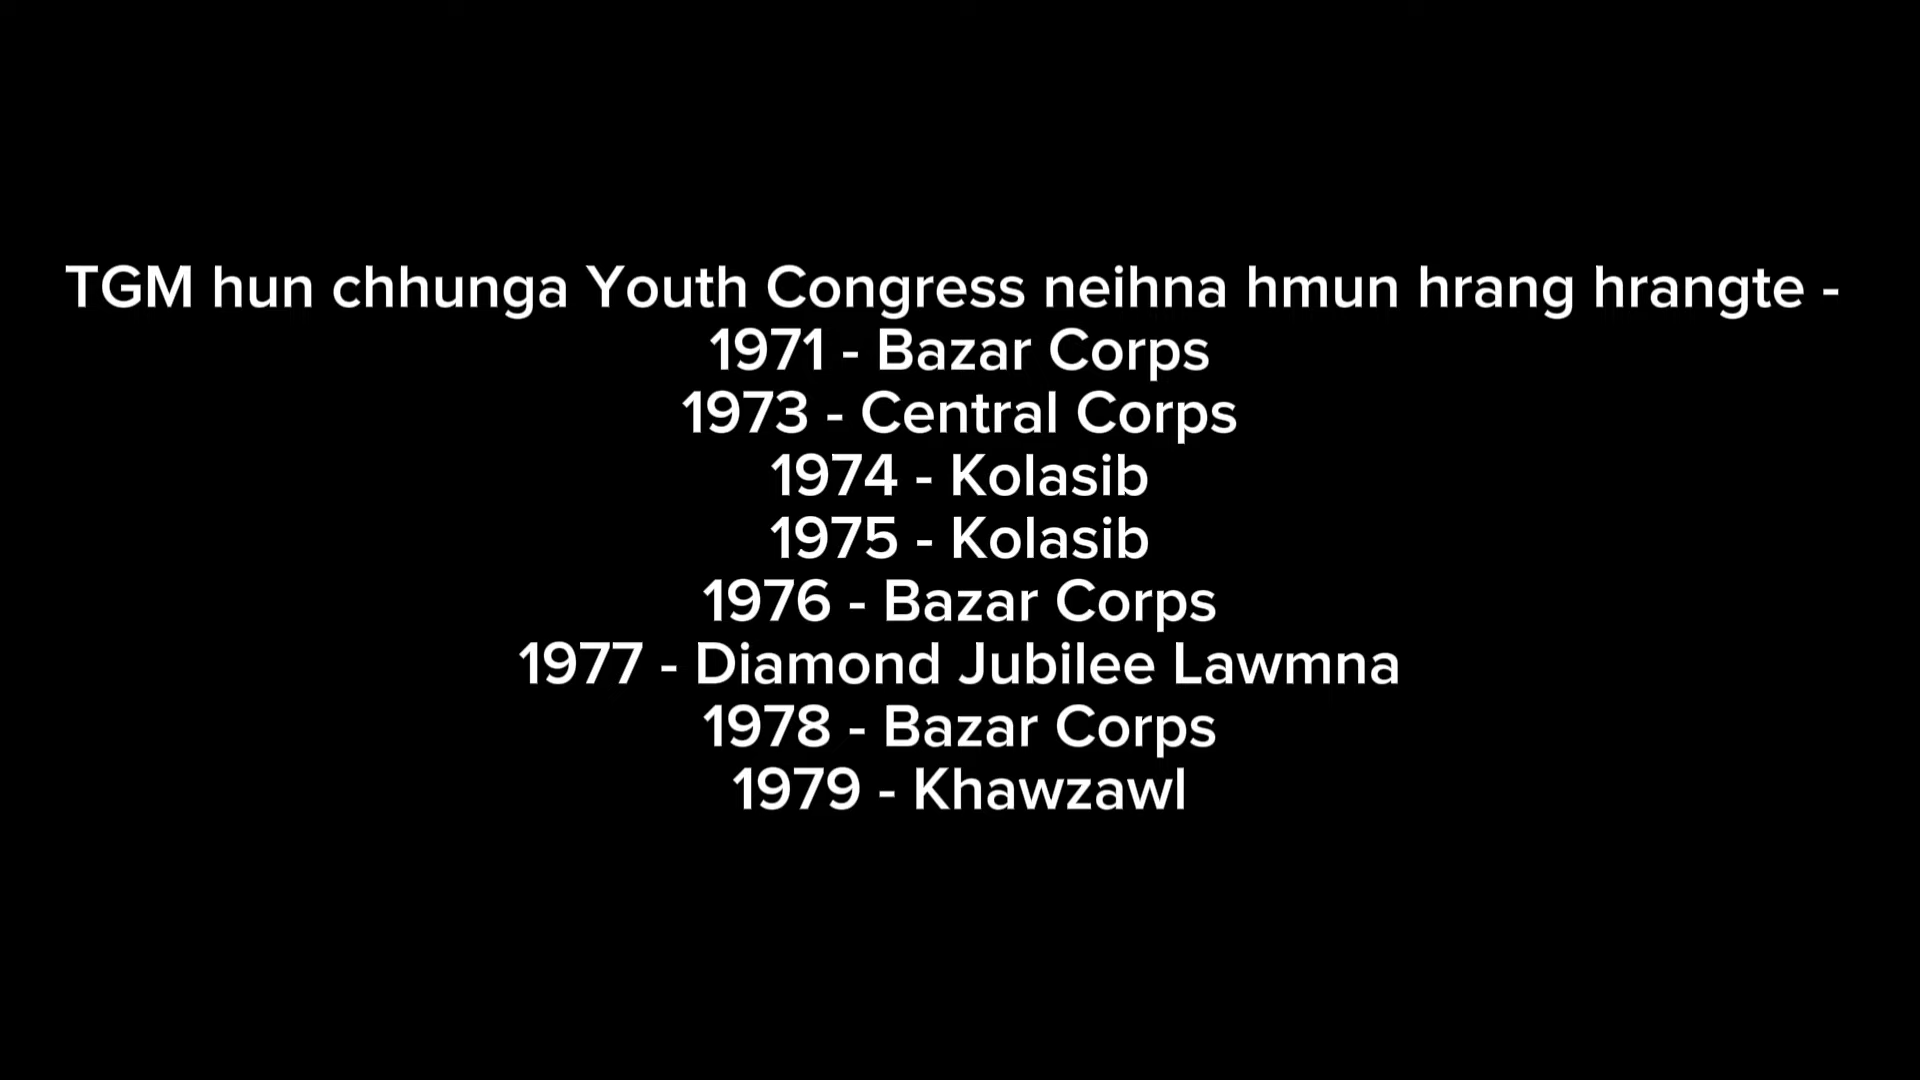 TGM hun chhunga Youth Congress neihna hmun hrang hrangte -
1971 - Bazar Corps
1973 - Central Corps
1974 - Kolasib
1975 - Kolasib
1976 - Bazar Corps
1977 - Diamond Jubilee Lawmna
1978 - Bazar Corps
1979 - Khawzawl